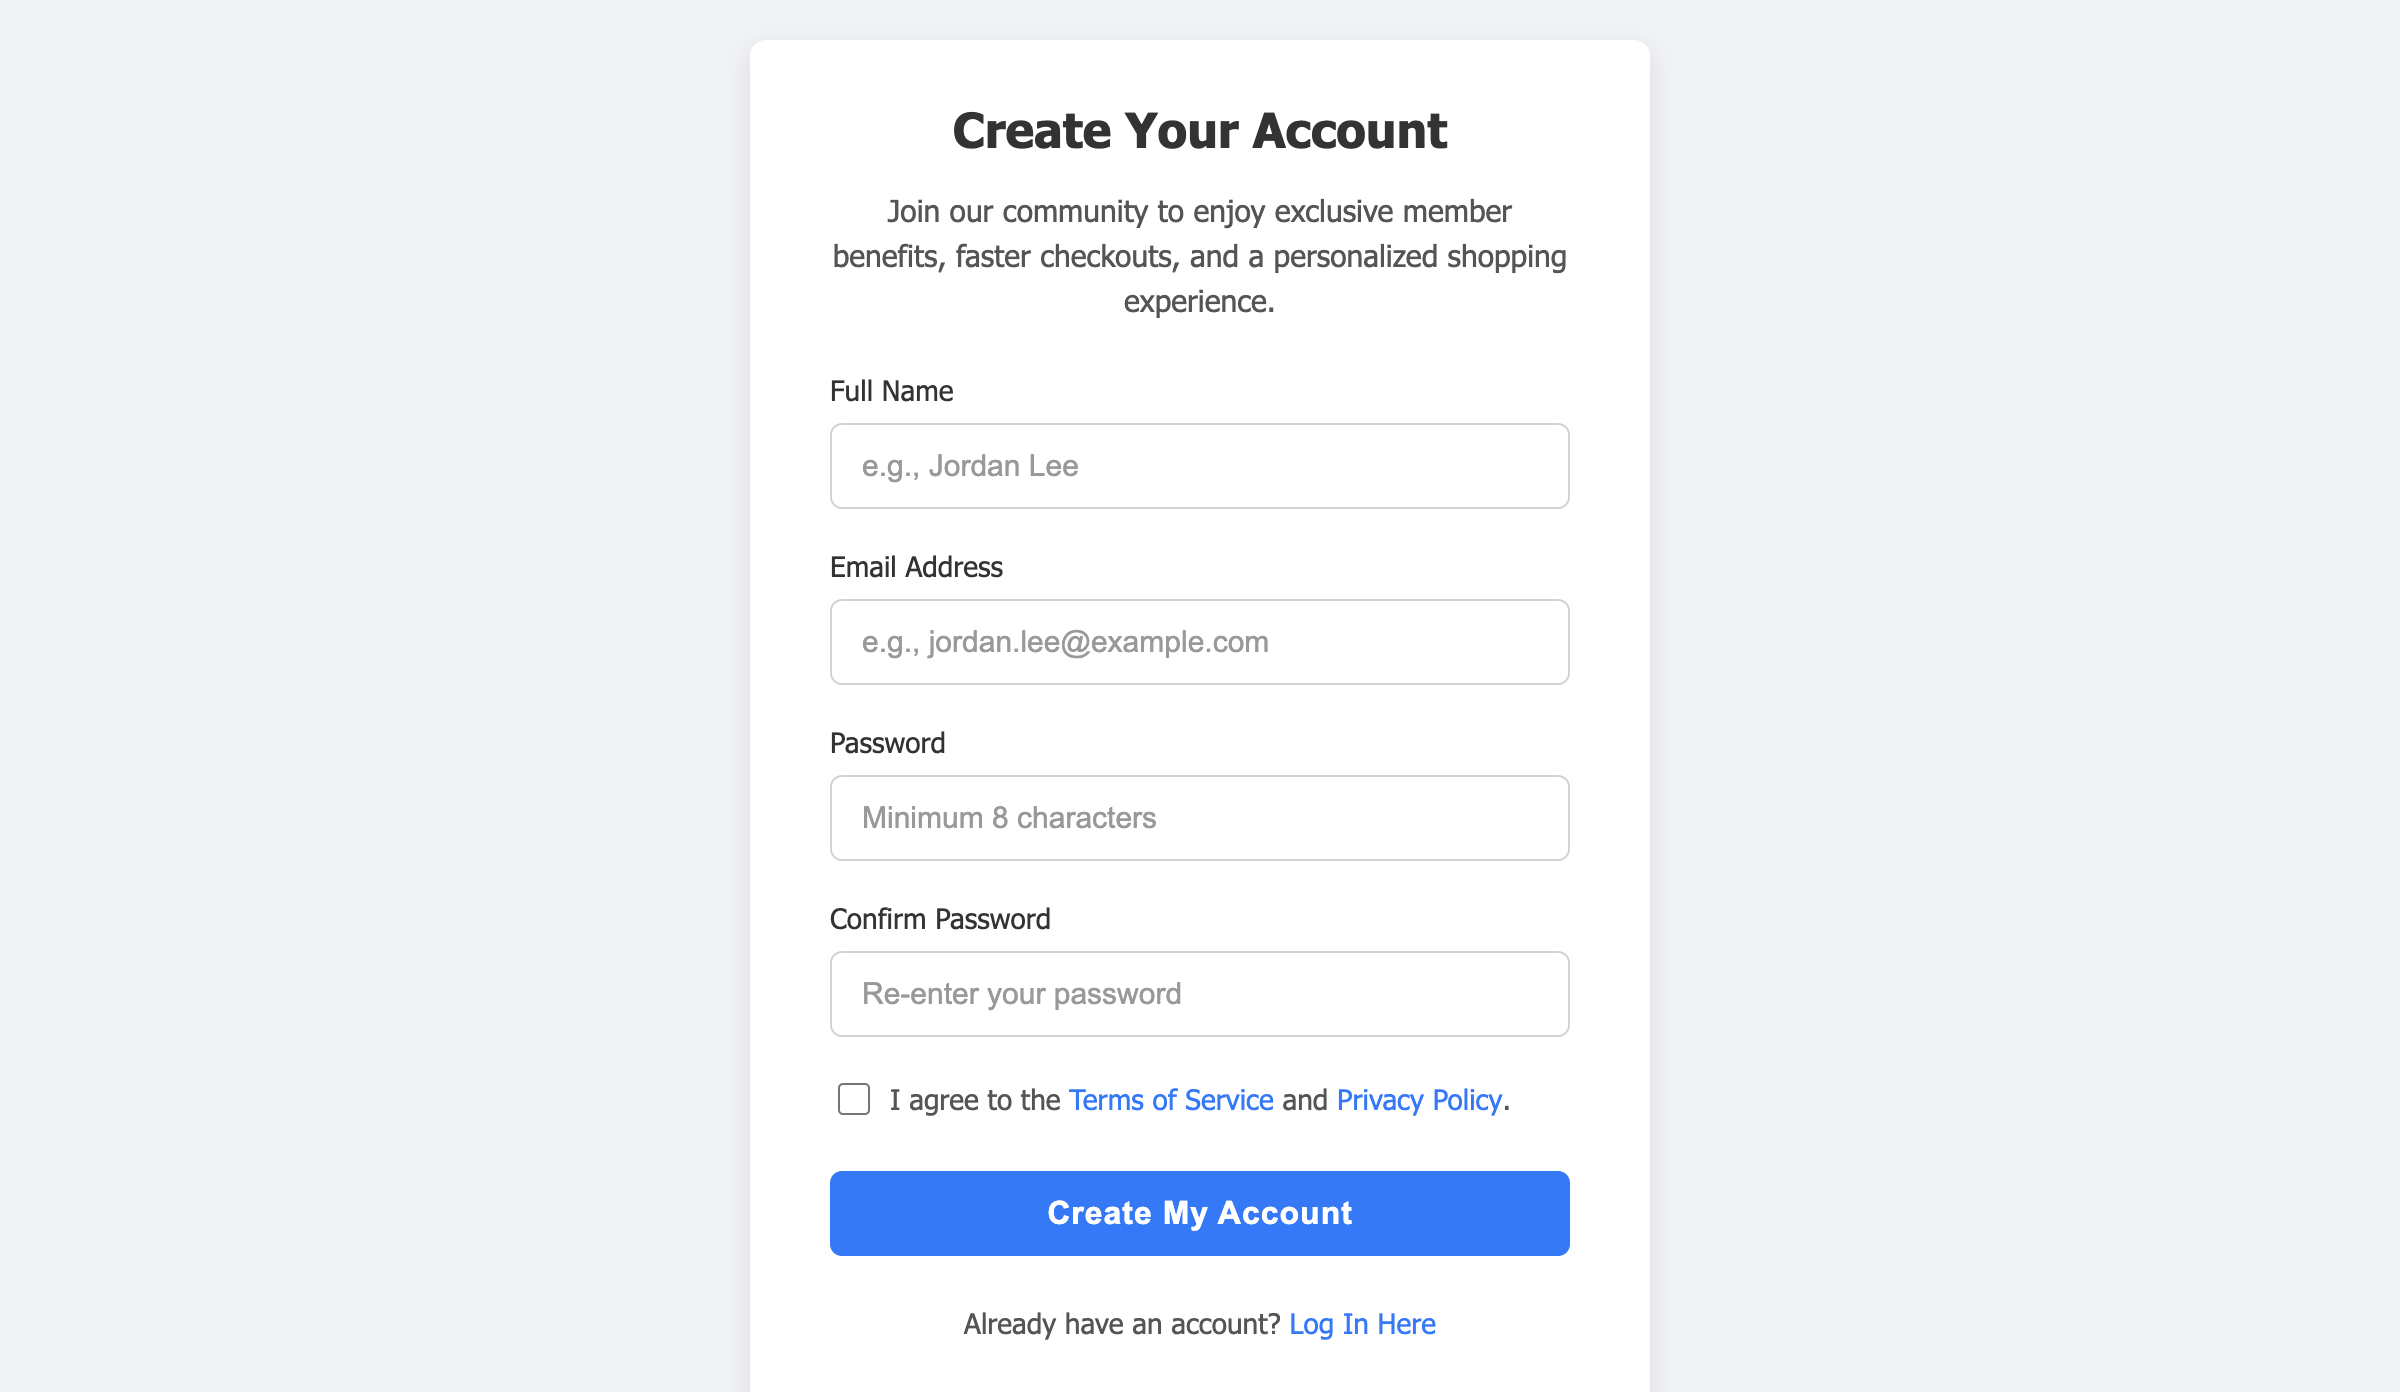 Create Your Account
Join our community to enjoy exclusive member
benefits, faster checkouts, and a personalized shopping
experience.
Full Name
e.g., Jordan Lee
Email Address
e.g., jordan.lee@example.com
Password
Minimum 8 characters
Confirm Password
Re-enter your password
I agree to the Terms of Service and Privacy Policy.
Create My Account
Already have an account? Log In Here